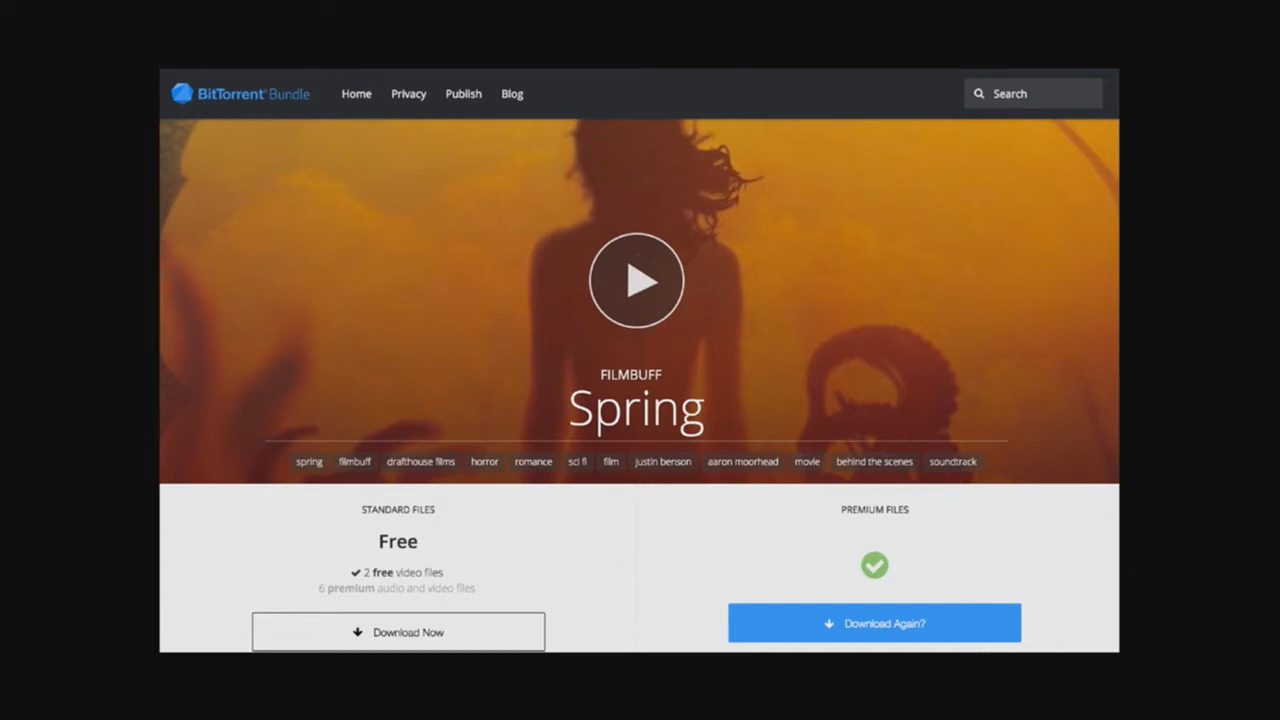 BitTorrent® Bundle Home Privacy Publish Blog Search
FILMBUFF
Spring
spring filmbuff drafthouse films horror romance sci fi film justin benson aaron moorhead movie behind the scenes soundtrack
STANDARD FILES
Free
2 free video files
6 premium audio and video files
Download Now
PREMIUM FILES
Download Again?